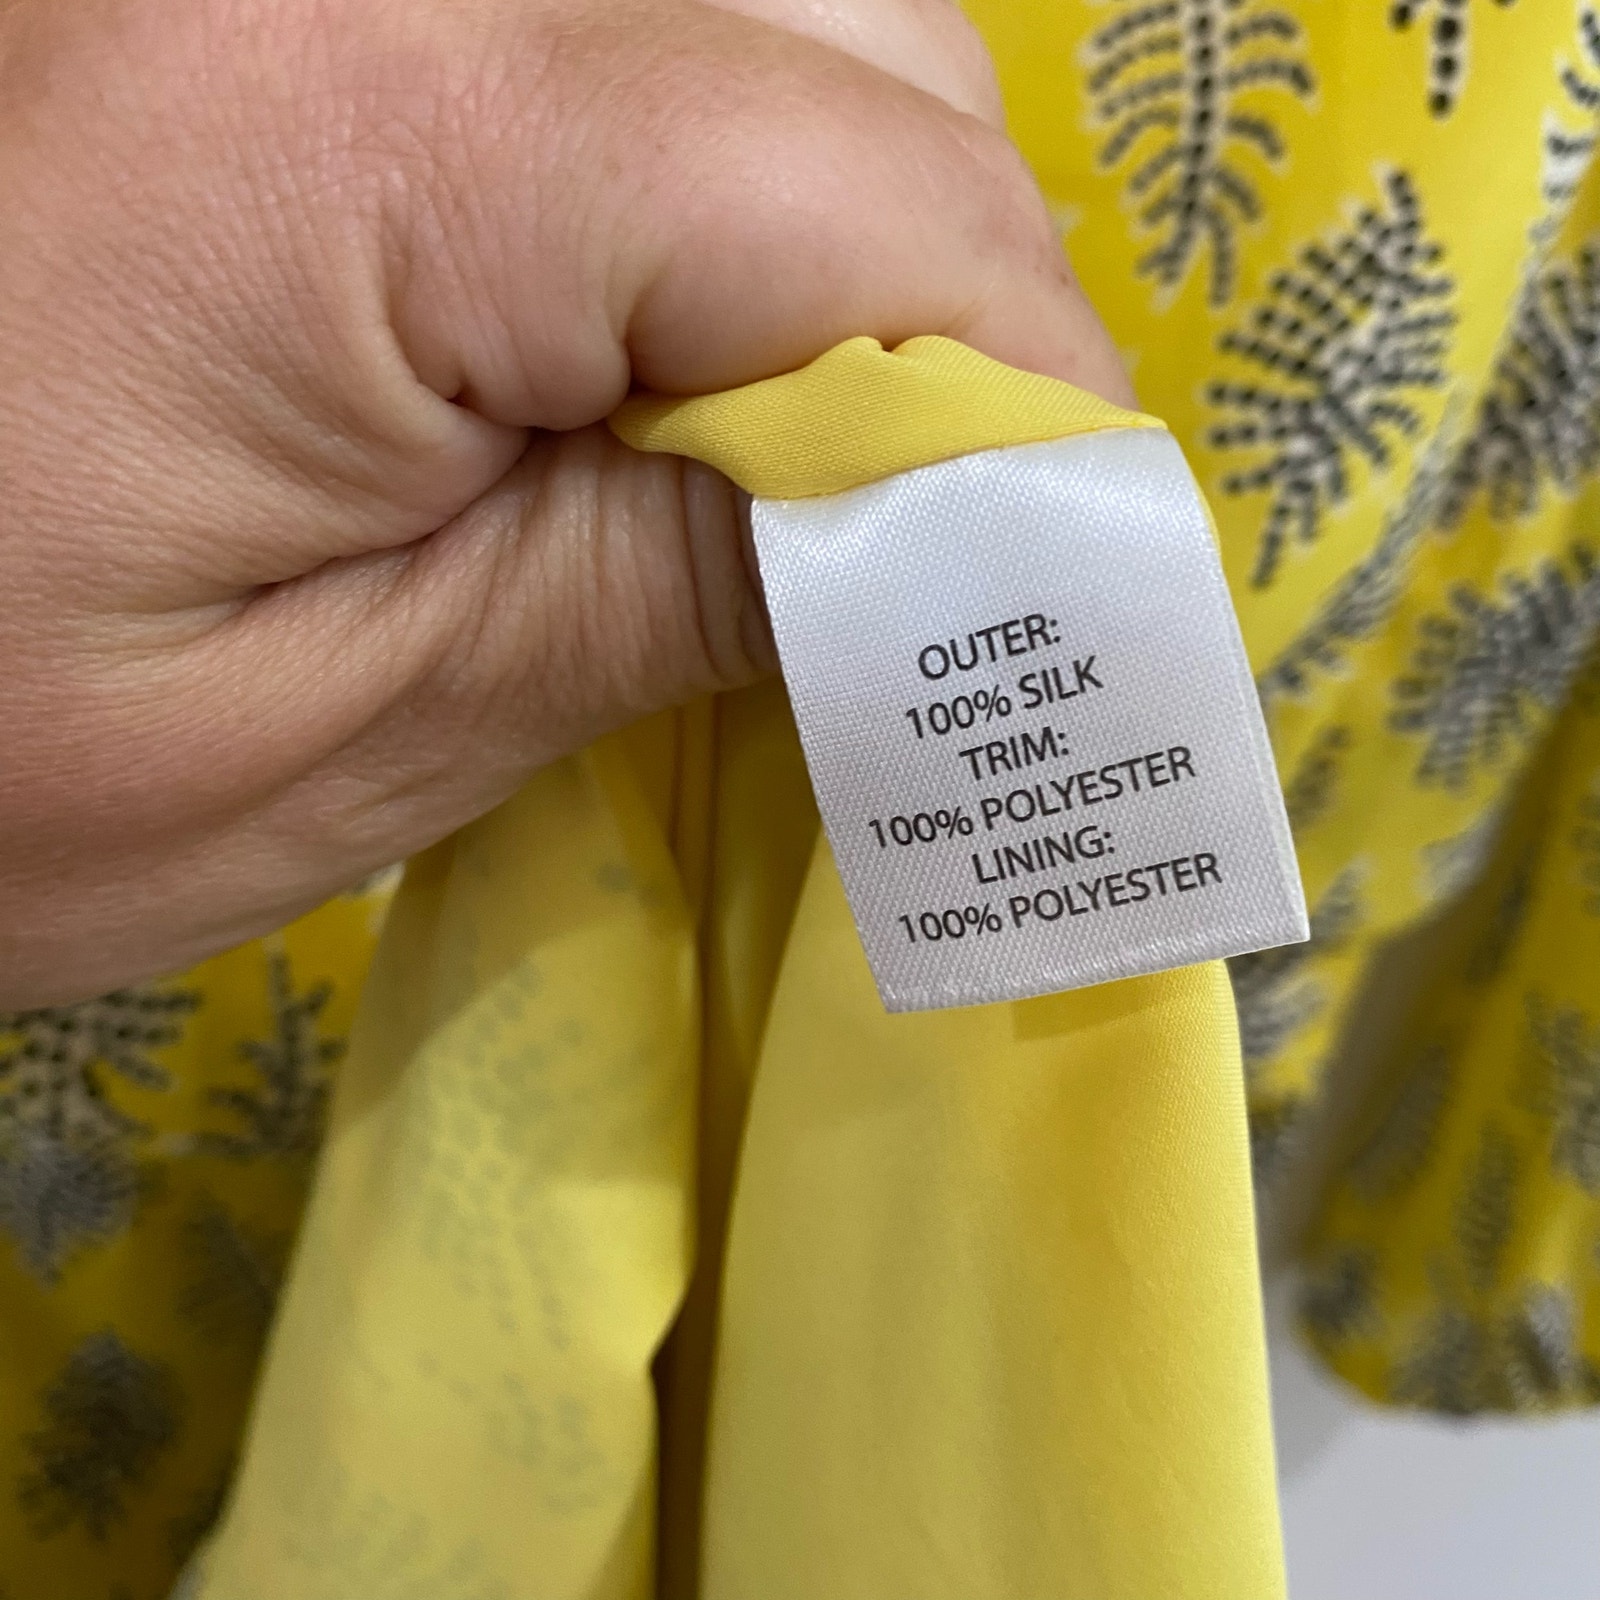 OUTER:
100% SILK
TRIM:
100% POLYESTER
LINING:
100% POLYESTER